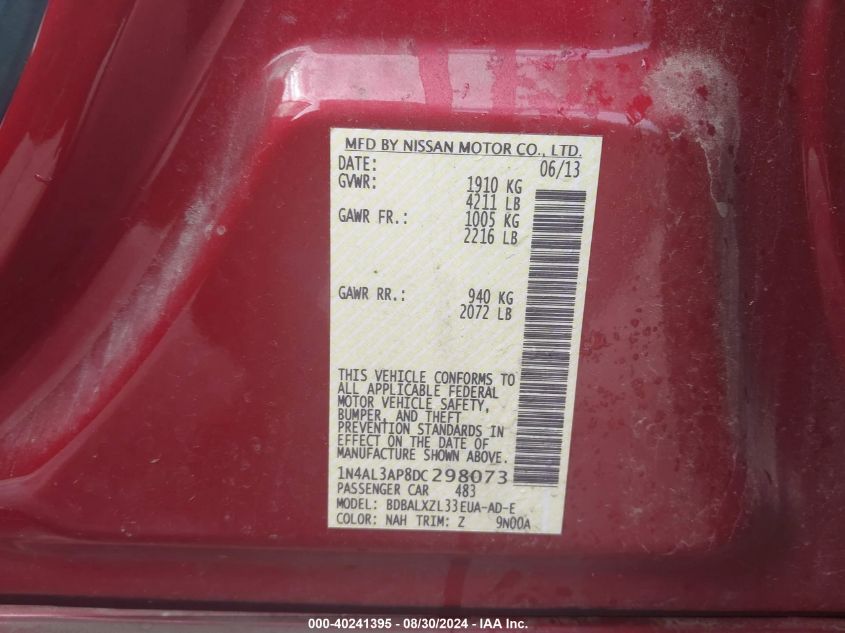 MFD BY NISSAN MOTOR CO., LTD.
DATE: 06/13
GVWR: 1910 KG
4211 LB
GAWR FR.: 1005 KG
2216 LB
GAWR RR.: 940 KG
2072 LB
THIS VEHICLE CONFORMS TO
ALL APPLICABLE FEDERAL
MOTOR VEHICLE SAFETY,
BUMPER, AND THEFT
PREVENTION STANDARDS IN
EFFECT ON THE DATE OF
MANUFACTURE SHOWN ABOVE.
1N4AL3AP8DC298073
PASSENGER CAR 483
MODEL: BDBALXZL33EUA-AD-E
COLOR: NAH TRIM: Z 9N00A
000-40241395 - 08/30/2024 - IAA Inc.